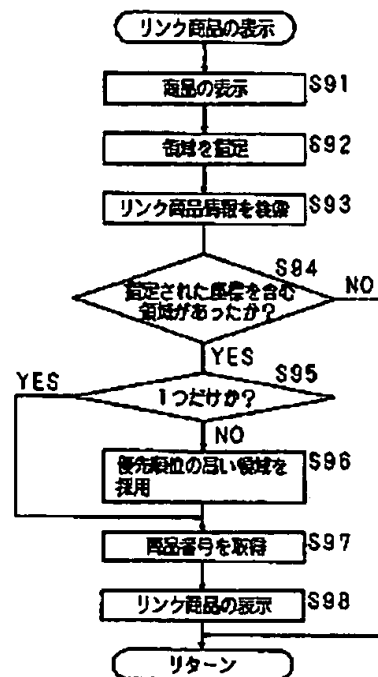 リンク商品の表示
商品の表示
S91
領域を指定
S92
リンク商品情報を検索
S93
S94
指定された座標を含む
領域があったか?
NO
YES
S95
YES
1つだけか?
NO
優先順位の高い領域を
採用
S96
商品番号を取得
S97
リンク商品の表示
S98
リターン